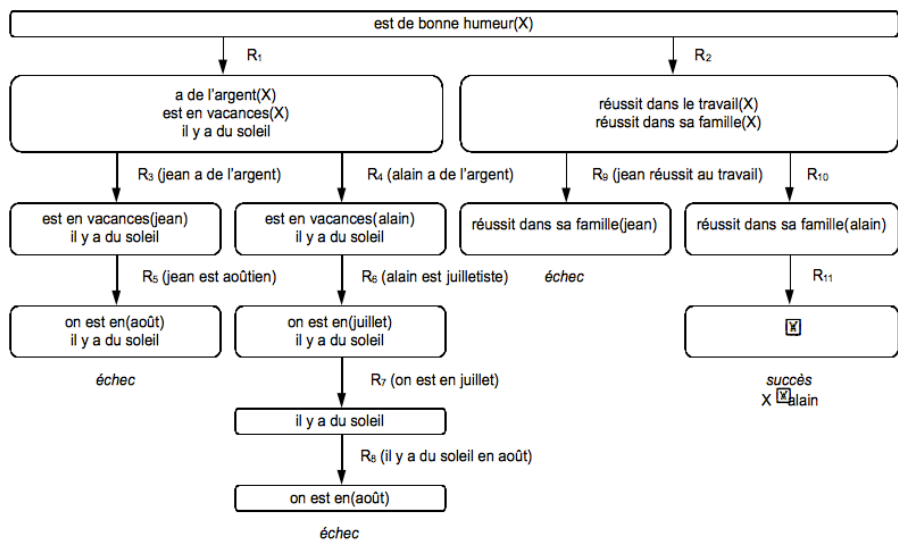 est de bonne humeur(X)
R₁
R₂
a de l'argent(X)
est en vacances(X)
il y a du soleil
réussit dans le travail(X)
réussit dans sa famille(X)
R₃ (jean a de l'argent)
R₄ (alain a de l'argent)
R₉ (jean réussit au travail)
R₁₀
est en vacances(jean)
il y a du soleil
est en vacances(alain)
il y a du soleil
réussit dans sa famille(jean)
réussit dans sa famille(alain)
R₅ (jean est aoûtien)
R₆ (alain est juilletiste)
échec
R₁₁
on est en(août)
il y a du soleil
on est en(juillet)
il y a du soleil
échec
R₇ (on est en juillet)
succès
X alain
il y a du soleil
R₈ (il y a du soleil en août)
on est en(août)
échec